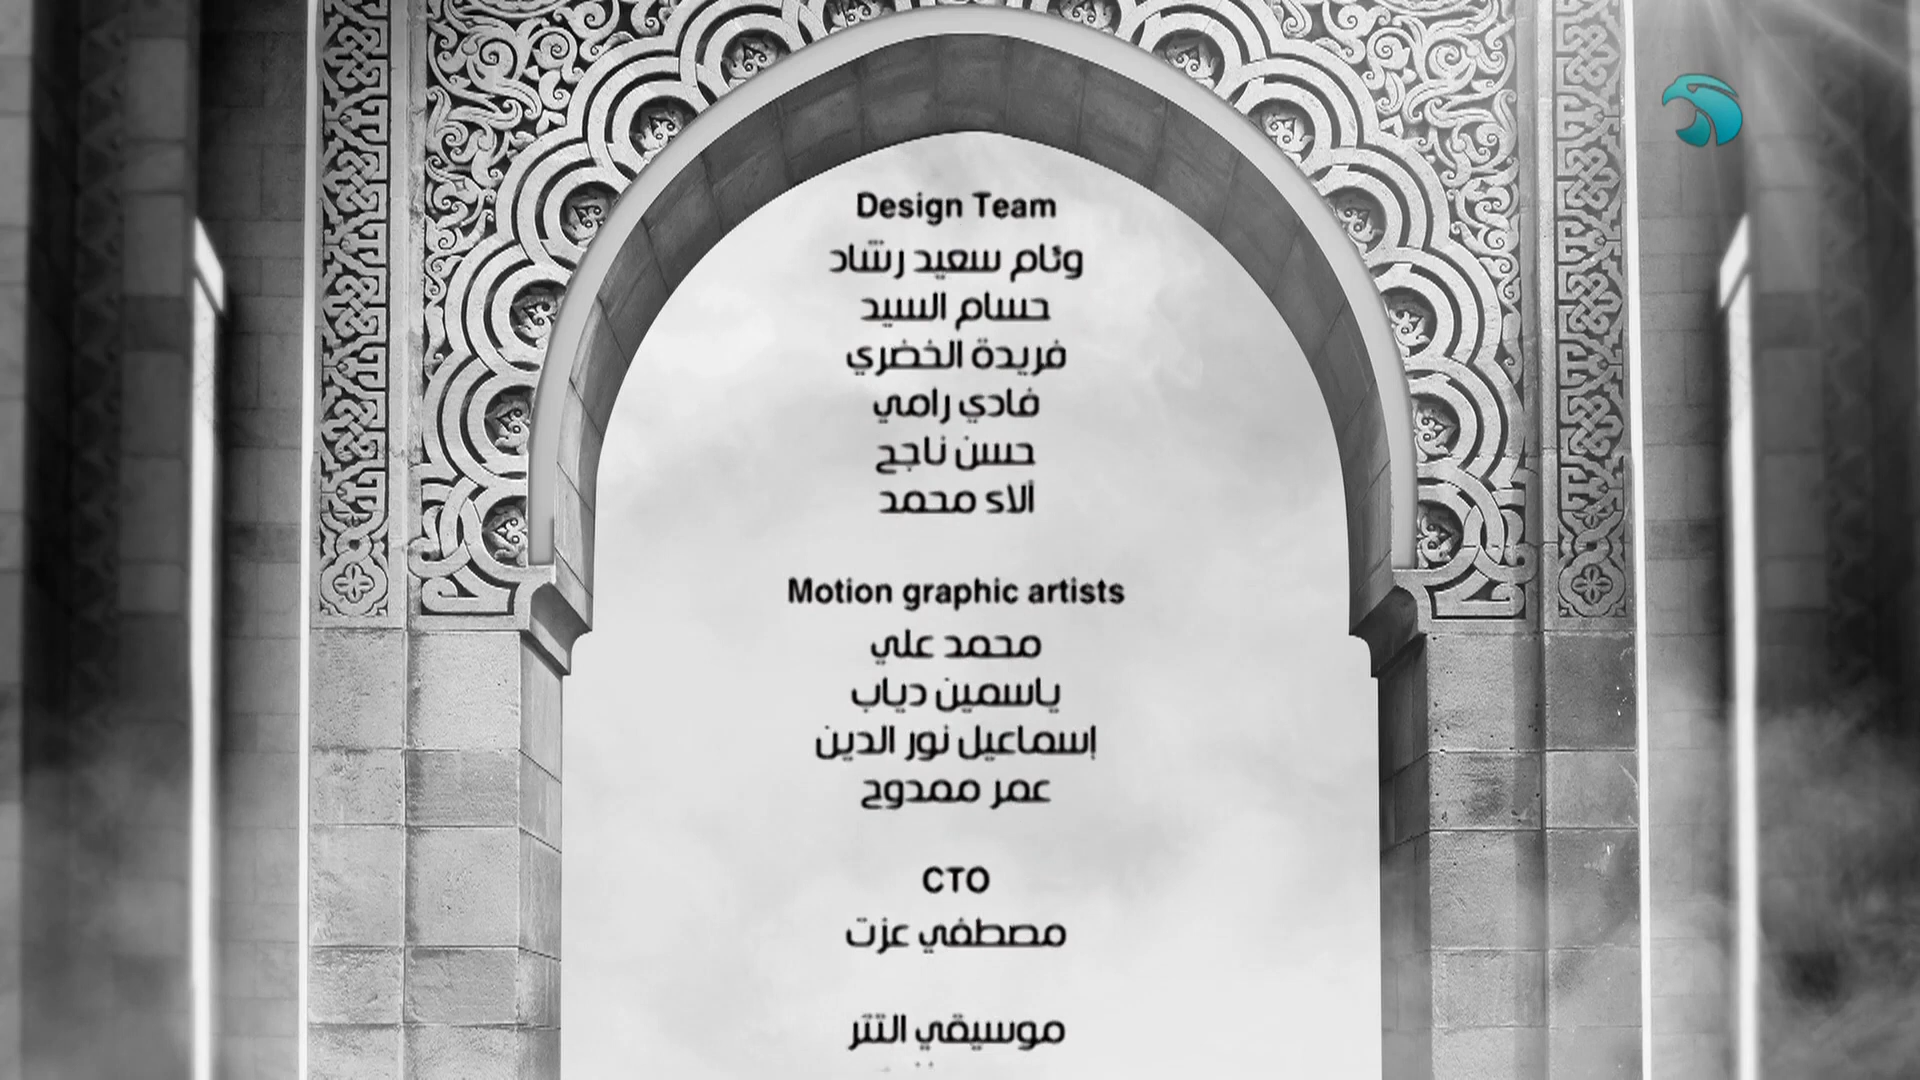 Design Team
وئام سعيد رشاد
حسام السيد
فريدة الخضري
فادي رامي
حسن ناجح
ألاء محمد
Motion graphic artists
محمد علي
ياسمين دياب
إسماعيل نور الدين
عمر ممدوح
CTO
مصطفي عزت
موسيقي التتر